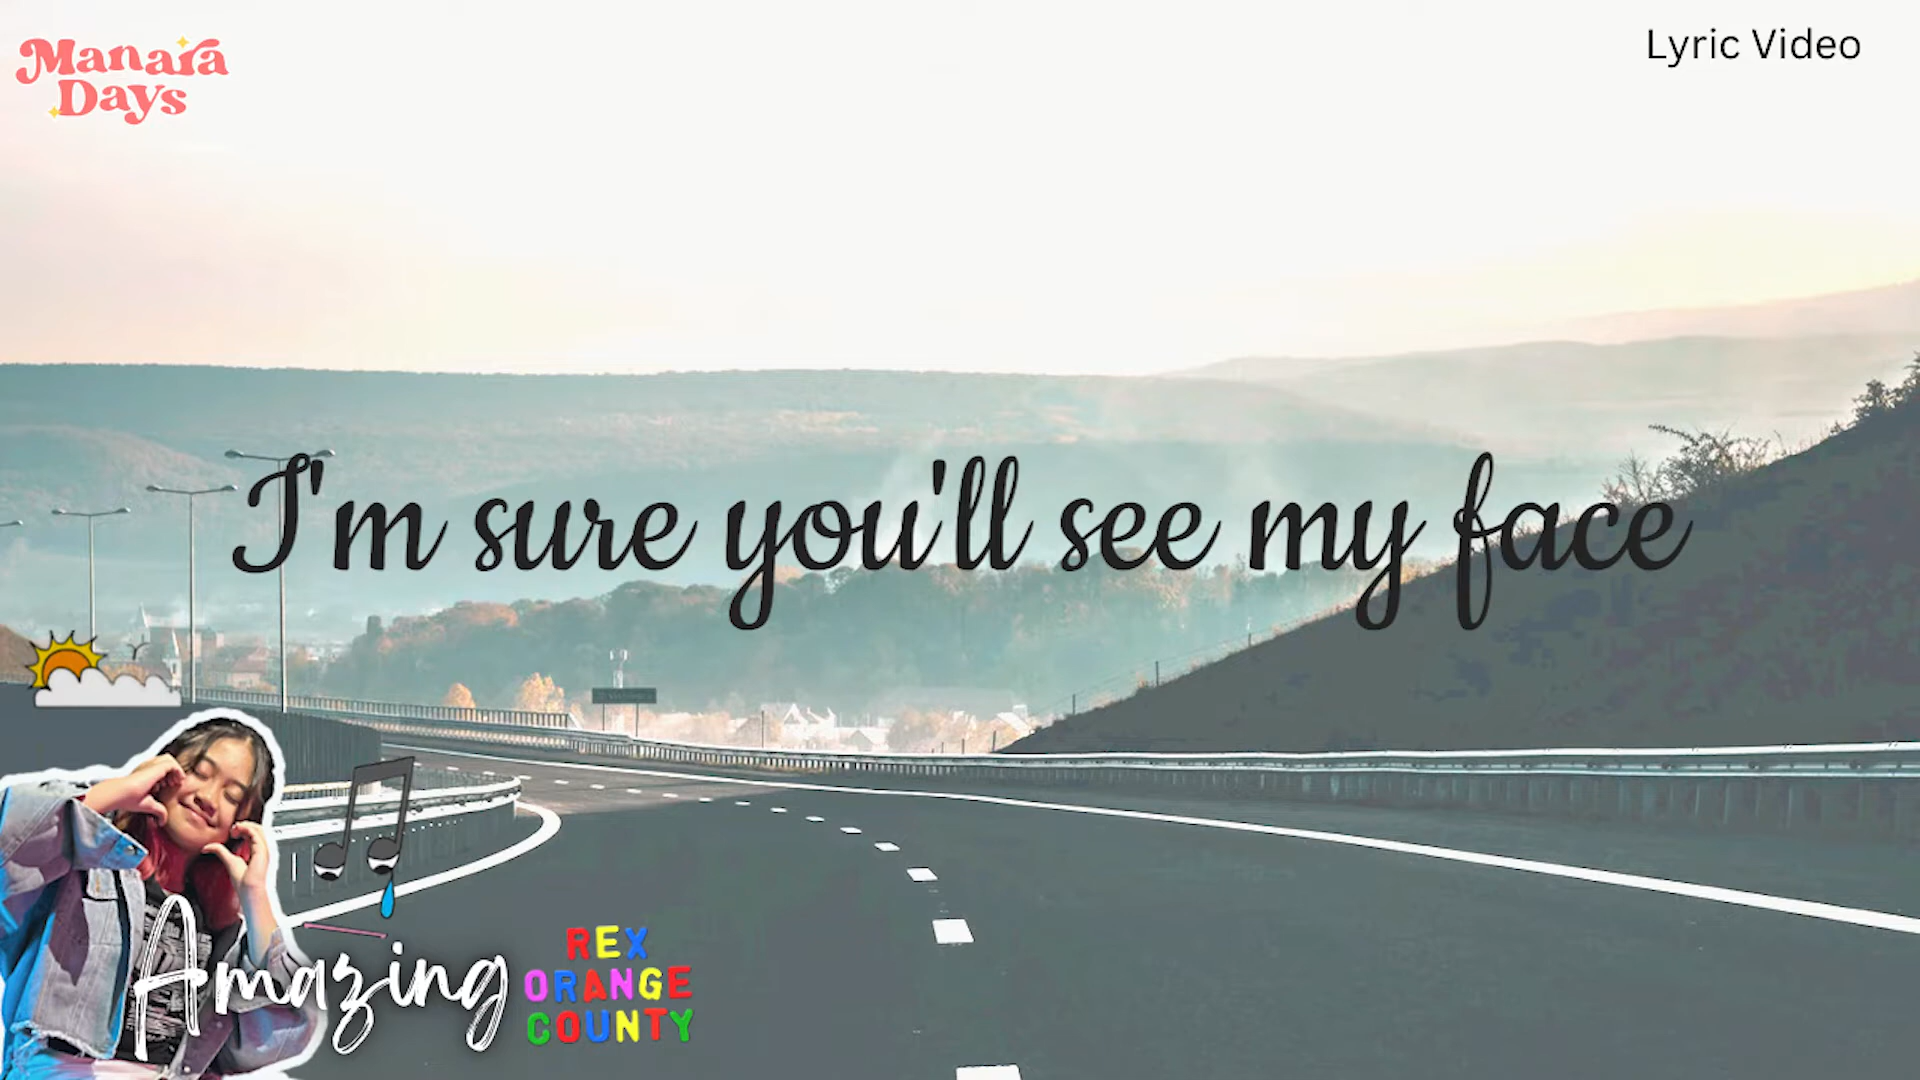 Manara
Days
Lyric Video
I'm sure you'll see my face
Amazing
REX
ORANGE
COUNTY